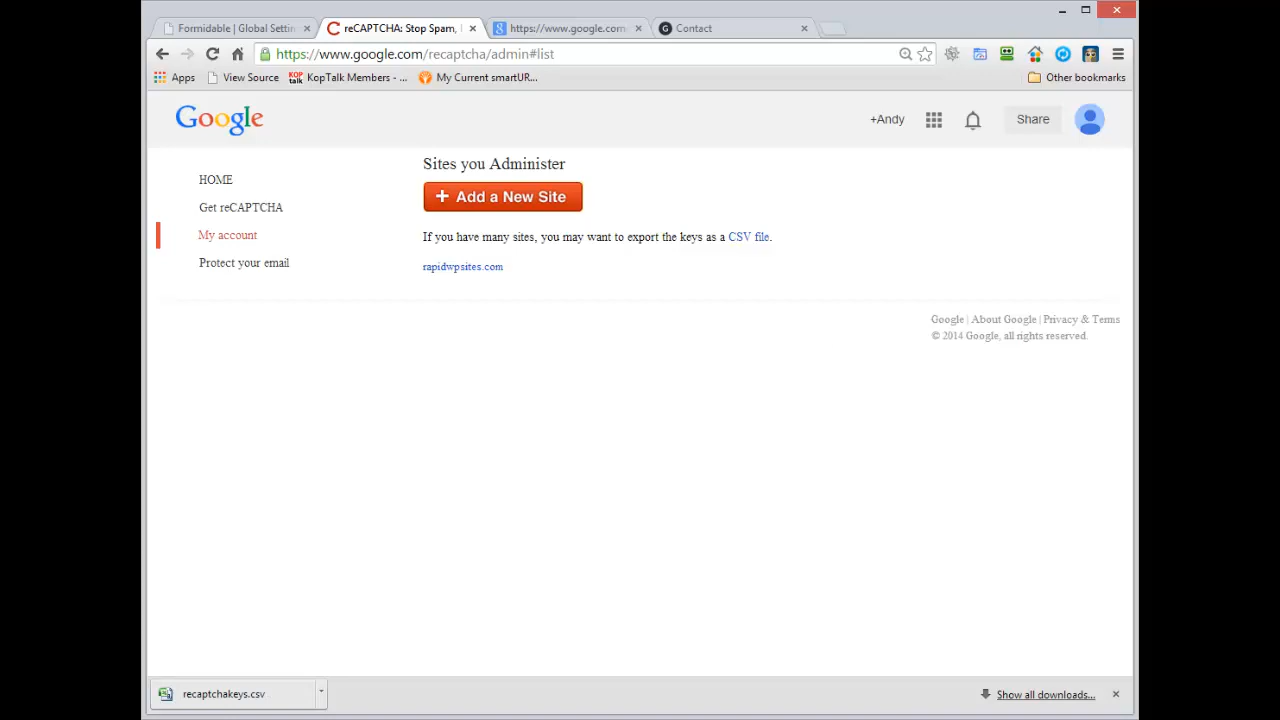 Formidable | Global Settin
reCAPTCHA: Stop Spam,
https://www.google.com
Contact
https://www.google.com/recaptcha/admin#list
Apps
View Source
KOP talk
KopTalk Members - ...
My Current smartUR...
Other bookmarks
Google
+Andy
Share
HOME
Get reCAPTCHA
My account
Protect your email
Sites you Administer
+ Add a New Site
If you have many sites, you may want to export the keys as a CSV file.
rapidwpsites.com
Google | About Google | Privacy & Terms
© 2014 Google, all rights reserved.
recaptchakeys.csv
Show all downloads...